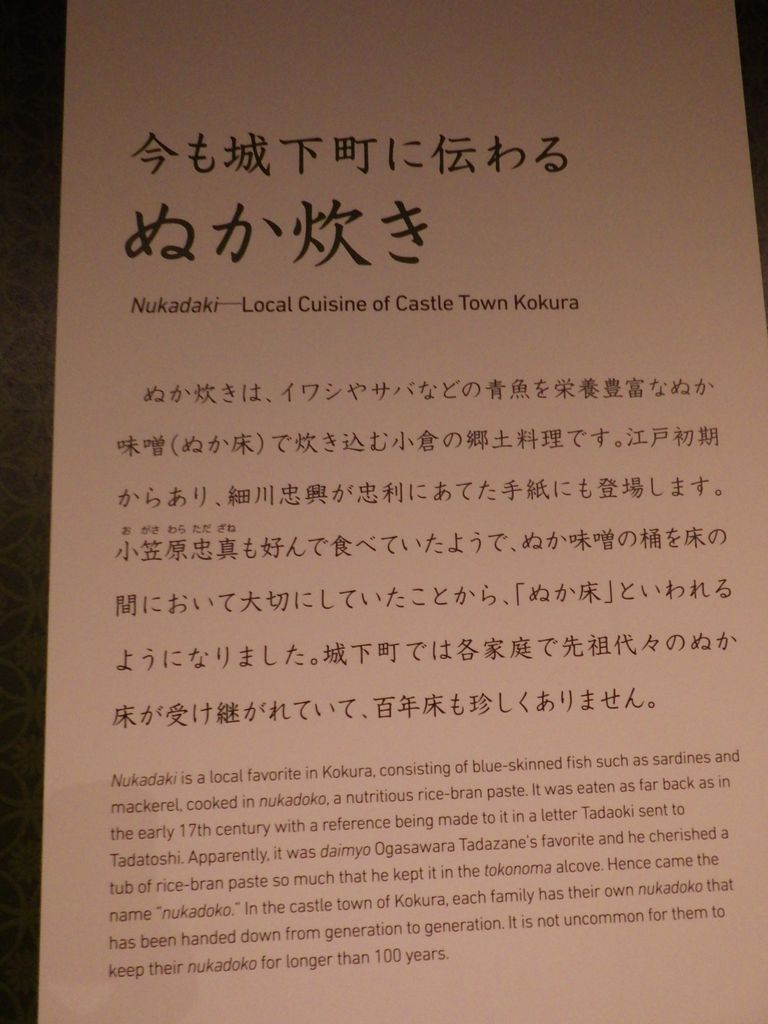 今も城下町に伝わる
ぬか炊き
Nukadaki—Local Cuisine of Castle Town Kokura
ぬか炊きは、イワシやサバなどの青魚を栄養豊富なぬか
味噌(ぬか床)で炊き込む小倉の郷土料理です。江戸初期
からあり、細川忠興が忠利にあてた手紙にも登場します。
お がさ わら ただ ざね
小笠原忠真も好んで食べていたようで、ぬか味噌の桶を床の
間において大切にしていたことから、「ぬか床」といわれる
ようになりました。城下町では各家庭で先祖代々のぬか
床が受け継がれていて、百年床も珍しくありません。
Nukadaki is a local favorite in Kokura, consisting of blue-skinned fish such as sardines and
mackerel, cooked in nukadoko, a nutritious rice-bran paste. It was eaten as far back as in
the early 17th century with a reference being made to it in a letter Tadaoki sent to
Tadatoshi. Apparently, it was daimyo Ogasawara Tadazane's favorite and he cherished a
tub of rice-bran paste so much that he kept it in the tokonoma alcove. Hence came the
name "nukadoko." In the castle town of Kokura, each family has their own nukadoko that
has been handed down from generation to generation. It is not uncommon for them to
keep their nukadoko for longer than 100 years.